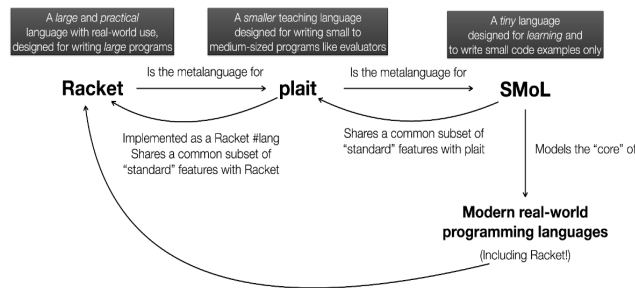 A large and practical
language with real-world use,
designed for writing large programs
A smaller teaching language
designed for writing small to
medium-sized programs like evaluators
A tiny language
designed for learning and
to write small code examples only
Racket
Is the metalanguage for
plait
Is the metalanguage for
SMoL
Implemented as a Racket #lang
Shares a common subset of
“standard” features with Racket
Shares a common subset of
“standard” features with plait
Models the “core” of
Modern real-world
programming languages
(Including Racket!)